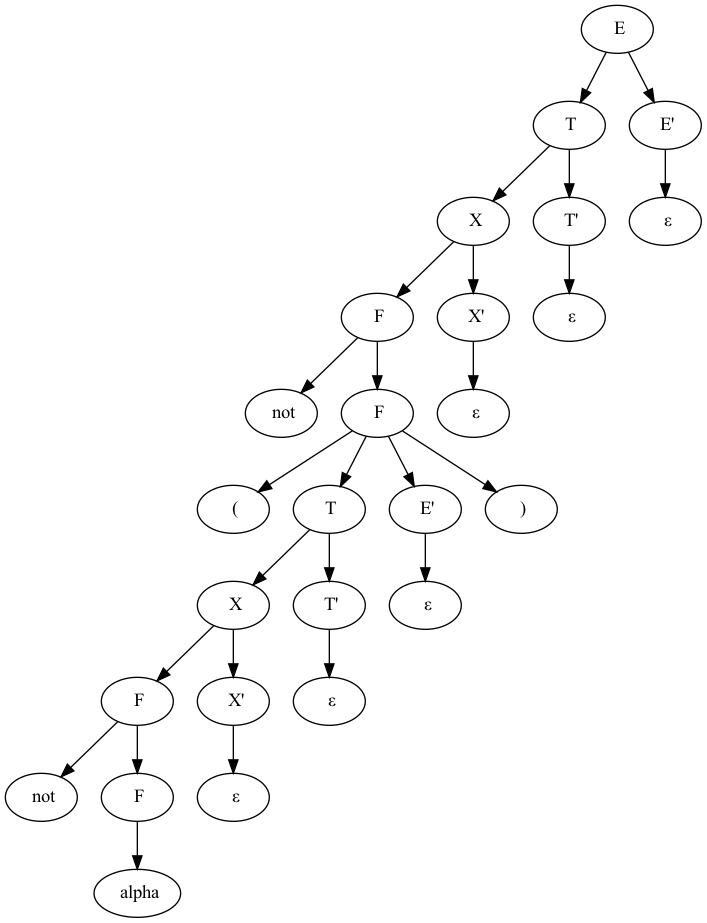 E
T E'
X T' ε
F X' ε
not F ε
( T E' )
X T' ε
F X' ε
not F ε
alpha